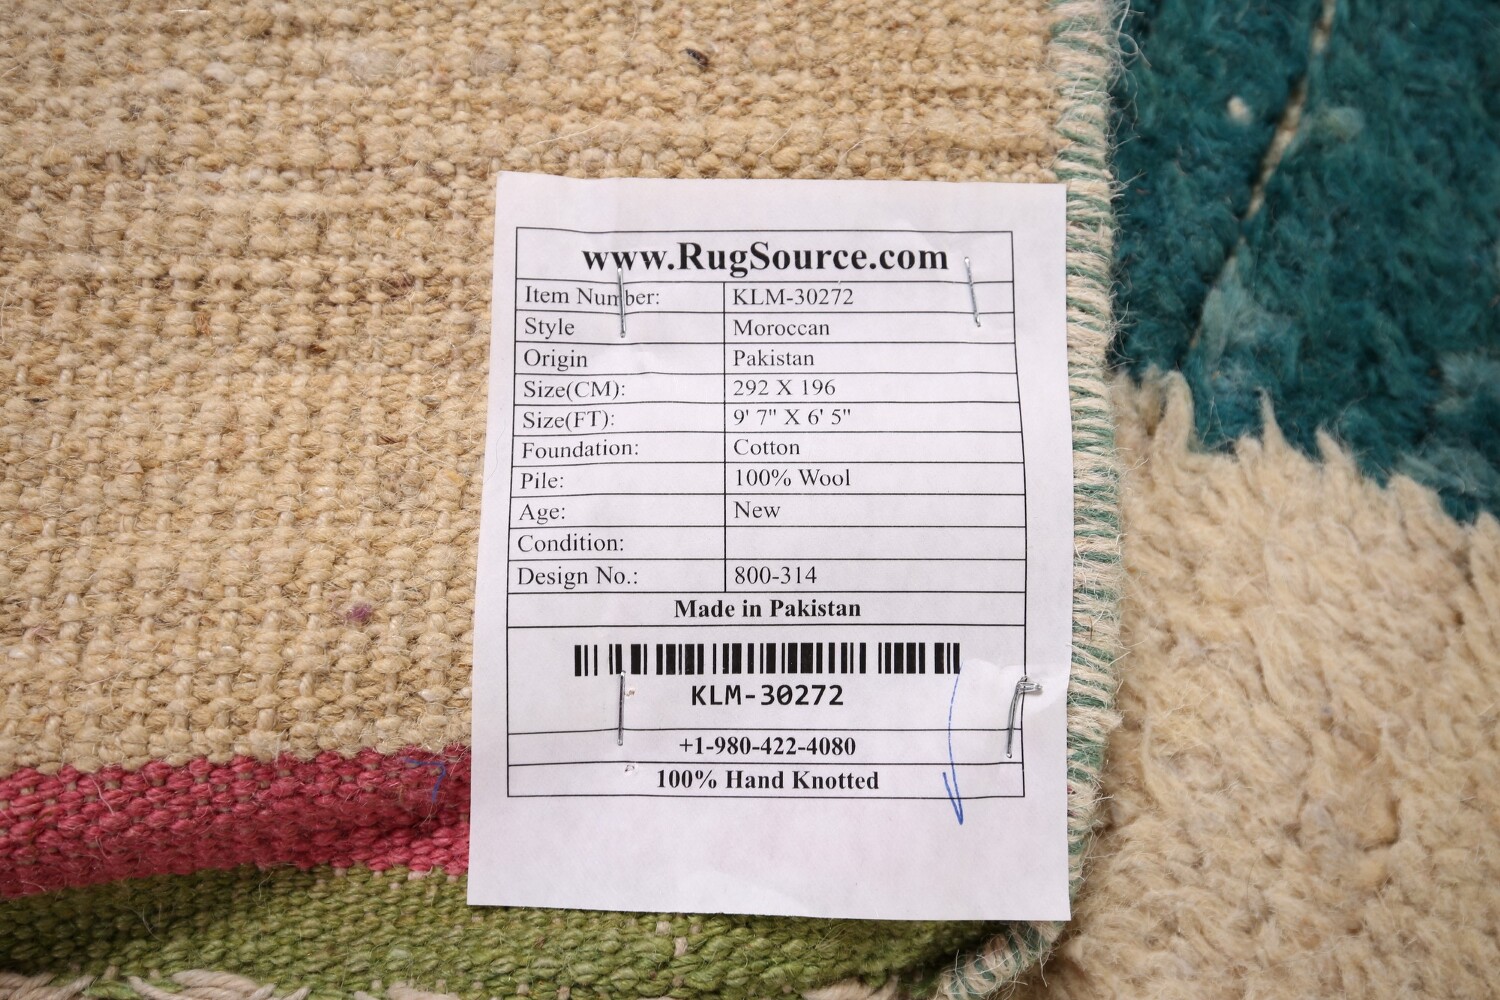 www.RugSource.com
Item Number: KLM-30272
Style Moroccan
Origin Pakistan
Size(CM): 292 X 196
Size(FT): 9' 7" X 6' 5"
Foundation: Cotton
Pile: 100% Wool
Age: New
Condition:
Design No.: 800-314
Made in Pakistan
KLM-30272
+1-980-422-4080
100% Hand Knotted